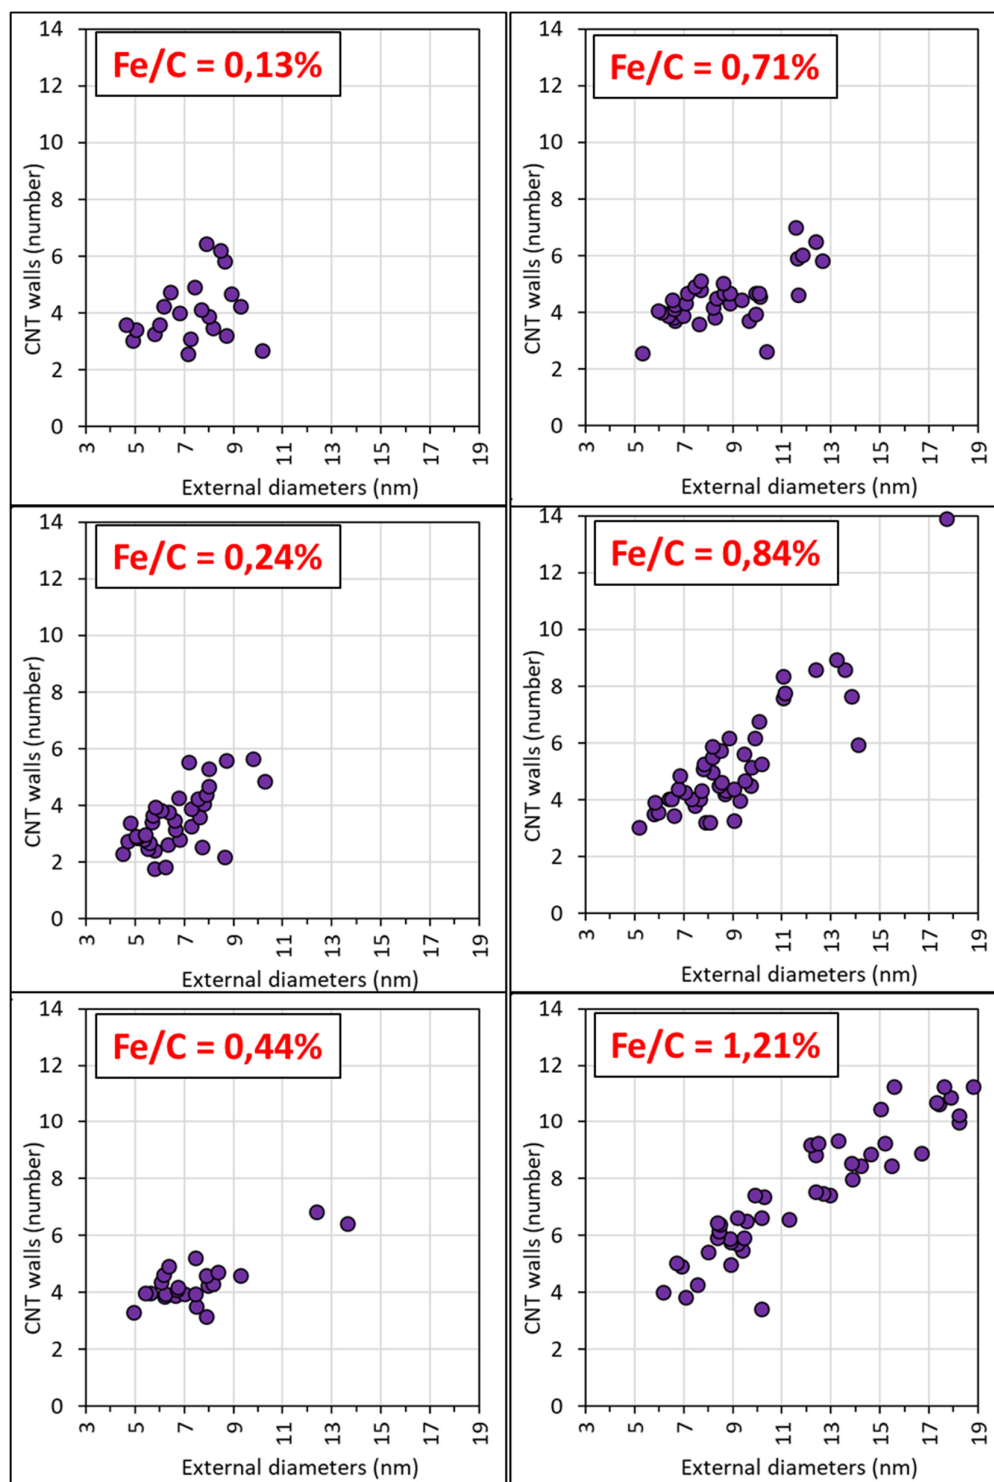 Fe/C = 0,13%
CNT walls (number)
14
12
10
8
6
4
2
0
3 5 7 9 11 13 15 17 19
External diameters (nm)
Fe/C = 0,71%
CNT walls (number)
14
12
10
8
6
4
2
0
3 5 7 9 11 13 15 17 19
External diameters (nm)
Fe/C = 0,24%
CNT walls (number)
14
12
10
8
6
4
2
0
3 5 7 9 11 13 15 17 19
External diameters (nm)
Fe/C = 0,84%
CNT walls (number)
14
12
10
8
6
4
2
0
3 5 7 9 11 13 15 17 19
External diameters (nm)
Fe/C = 0,44%
CNT walls (number)
14
12
10
8
6
4
2
0
3 5 7 9 11 13 15 17 19
External diameters (nm)
Fe/C = 1,21%
CNT walls (number)
14
12
10
8
6
4
2
0
3 5 7 9 11 13 15 17 19
External diameters (nm)